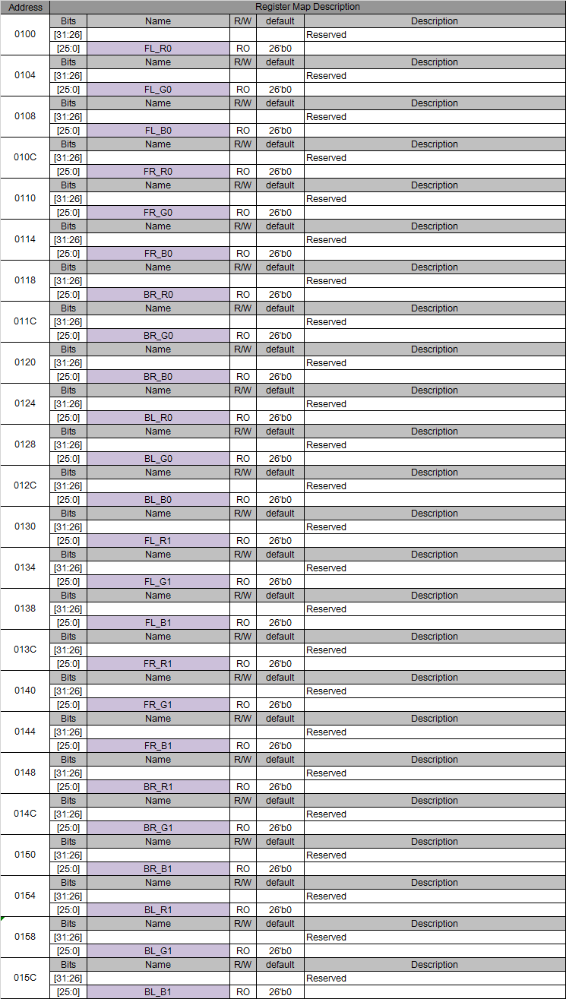 Address Register Map Description
Bits Name R/W default Description
0100
[31:26] Reserved
[25:0] FL_R0 RO 26'b0
Bits Name R/W default Description
0104
[31:26] Reserved
[25:0] FL_G0 RO 26'b0
Bits Name R/W default Description
0108
[31:26] Reserved
[25:0] FL_B0 RO 26'b0
Bits Name R/W default Description
010C
[31:26] Reserved
[25:0] FR_R0 RO 26'b0
Bits Name R/W default Description
0110
[31:26] Reserved
[25:0] FR_G0 RO 26'b0
Bits Name R/W default Description
0114
[31:26] Reserved
[25:0] FR_B0 RO 26'b0
Bits Name R/W default Description
0118
[31:26] Reserved
[25:0] BR_R0 RO 26'b0
Bits Name R/W default Description
011C
[31:26] Reserved
[25:0] BR_G0 RO 26'b0
Bits Name R/W default Description
0120
[31:26] Reserved
[25:0] BR_B0 RO 26'b0
Bits Name R/W default Description
0124
[31:26] Reserved
[25:0] BL_R0 RO 26'b0
Bits Name R/W default Description
0128
[31:26] Reserved
[25:0] BL_G0 RO 26'b0
Bits Name R/W default Description
012C
[31:26] Reserved
[25:0] BL_B0 RO 26'b0
Bits Name R/W default Description
0130
[31:26] Reserved
[25:0] FL_R1 RO 26'b0
Bits Name R/W default Description
0134
[31:26] Reserved
[25:0] FL_G1 RO 26'b0
Bits Name R/W default Description
0138
[31:26] Reserved
[25:0] FL_B1 RO 26'b0
Bits Name R/W default Description
013C
[31:26] Reserved
[25:0] FR_R1 RO 26'b0
Bits Name R/W default Description
0140
[31:26] Reserved
[25:0] FR_G1 RO 26'b0
Bits Name R/W default Description
0144
[31:26] Reserved
[25:0] FR_B1 RO 26'b0
Bits Name R/W default Description
0148
[31:26] Reserved
[25:0] BR_R1 RO 26'b0
Bits Name R/W default Description
014C
[31:26] Reserved
[25:0] BR_G1 RO 26'b0
Bits Name R/W default Description
0150
[31:26] Reserved
[25:0] BR_B1 RO 26'b0
Bits Name R/W default Description
0154
[31:26] Reserved
[25:0] BL_R1 RO 26'b0
Bits Name R/W default Description
0158
[31:26] Reserved
[25:0] BL_G1 RO 26'b0
Bits Name R/W default Description
015C
[31:26] Reserved
[25:0] BL_B1 RO 26'b0